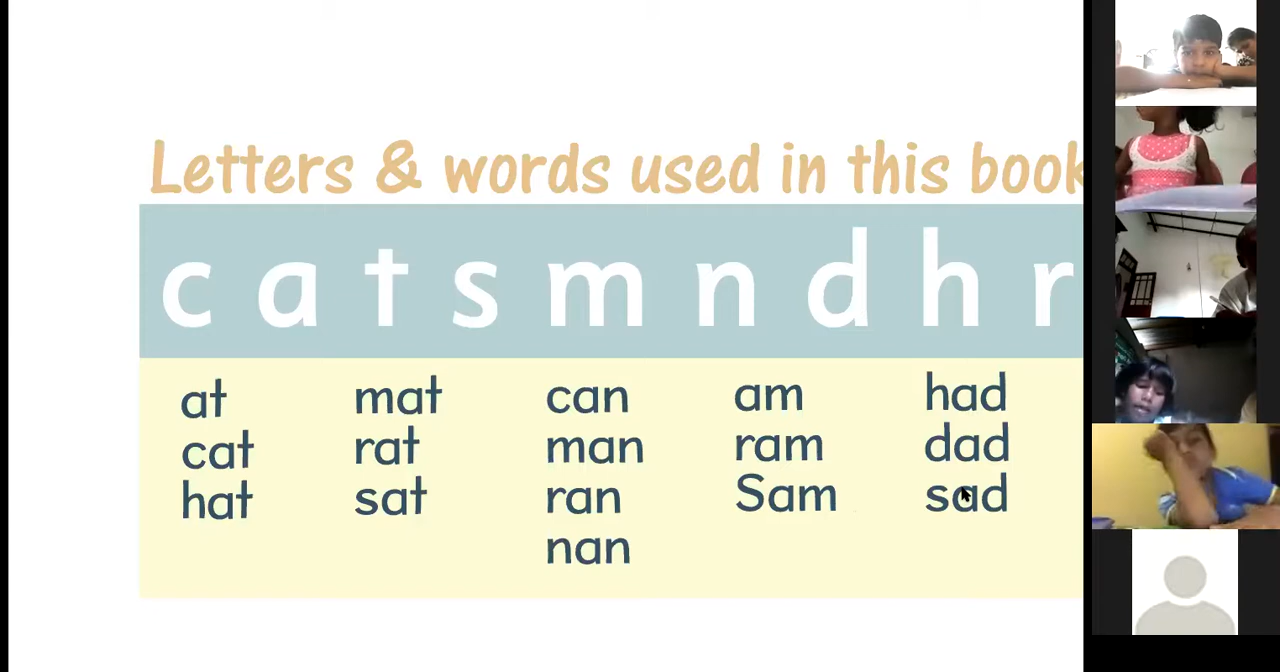 Letters & words used in this book
c a t s m n d h r
at mat can am had
cat rat man ram dad
hat sat ran Sam sad
nan